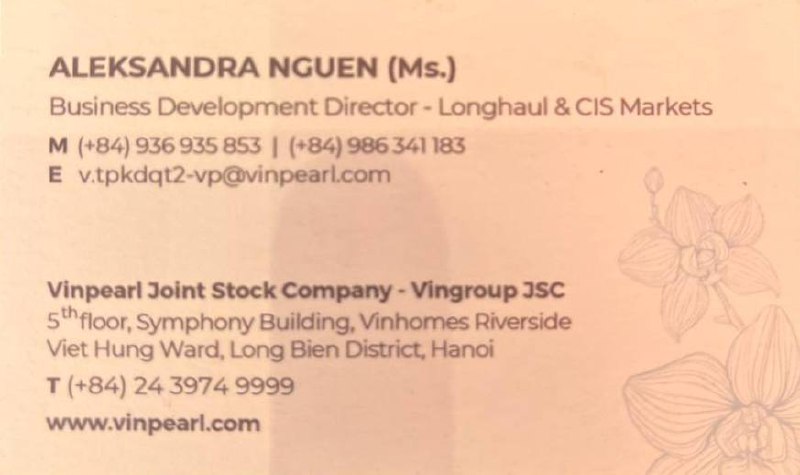 ALEKSANDRA NGUEN (Ms.)
Business Development Director - Longhaul & CIS Markets
M (+84) 936 935 853 | (+84) 986 341 183
E v.tpkdqt2-vp@vinpearl.com
Vinpearl Joint Stock Company - Vingroup JSC
5th floor, Symphony Building, Vinhomes Riverside
Viet Hung Ward, Long Bien District, Hanoi
T (+84) 24 3974 9999
www.vinpearl.com